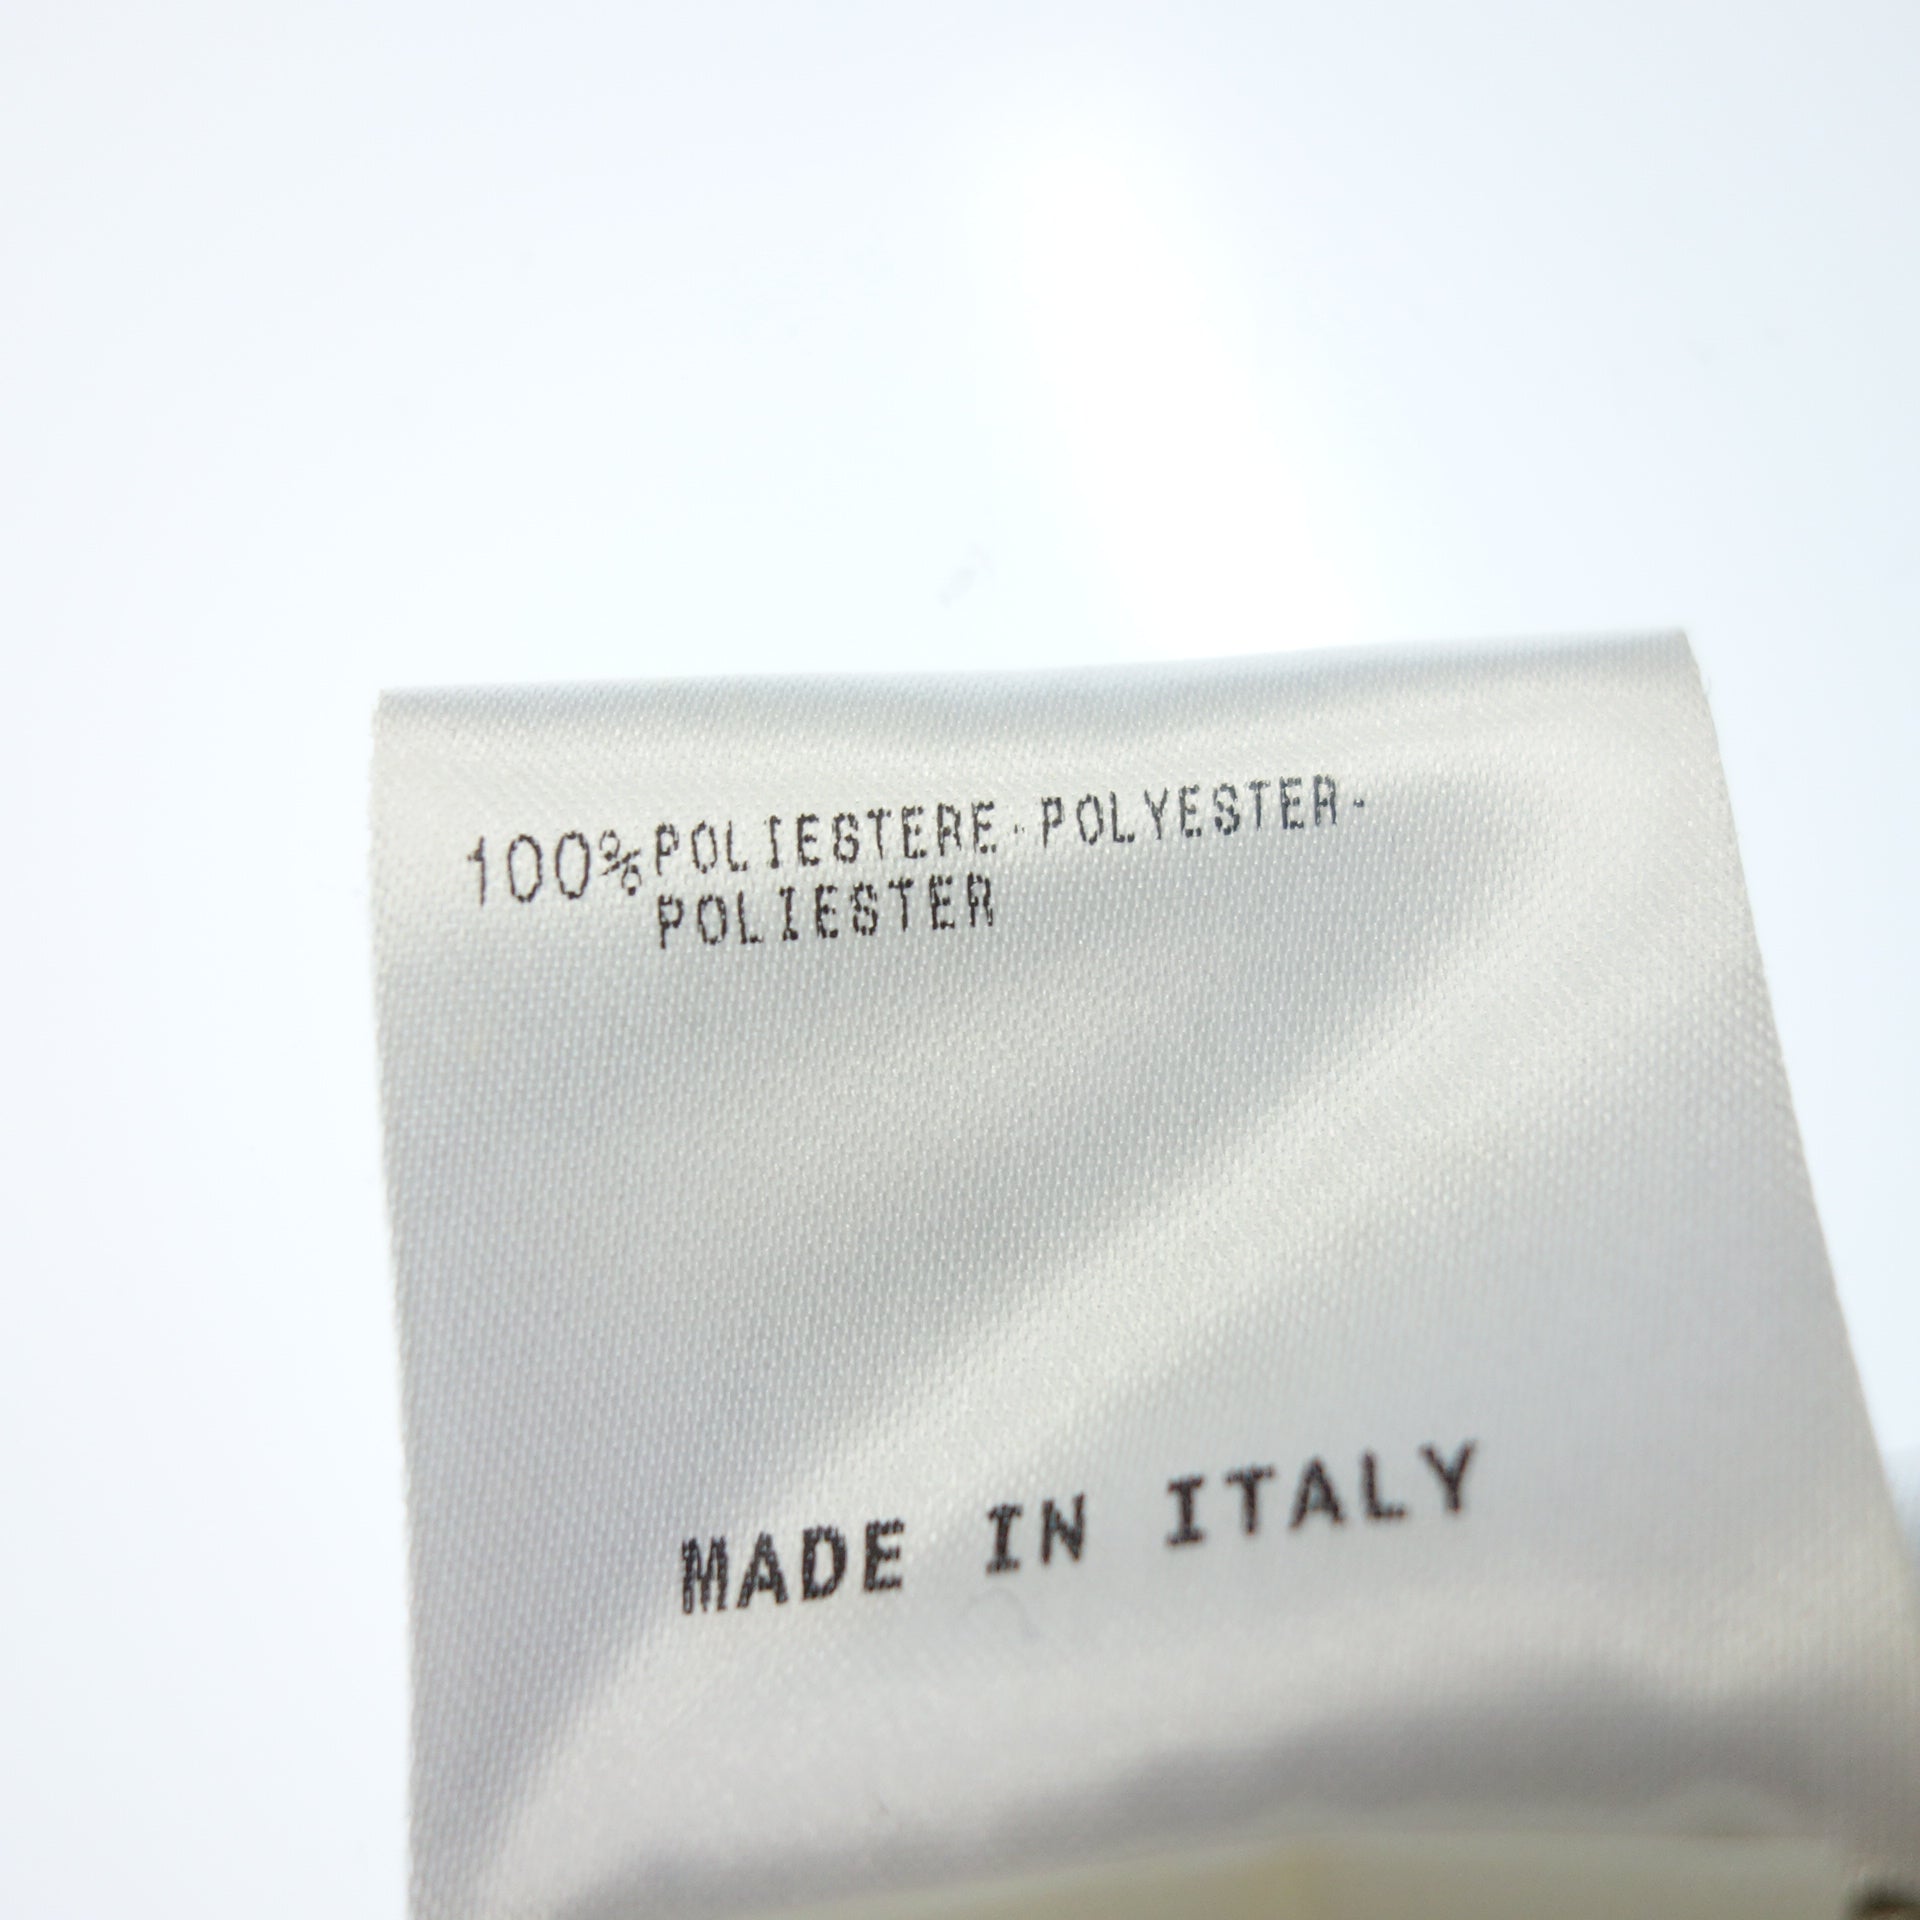 100%POLIESTERE-POLYESTER-
POLIESTER
MADE IN ITALY